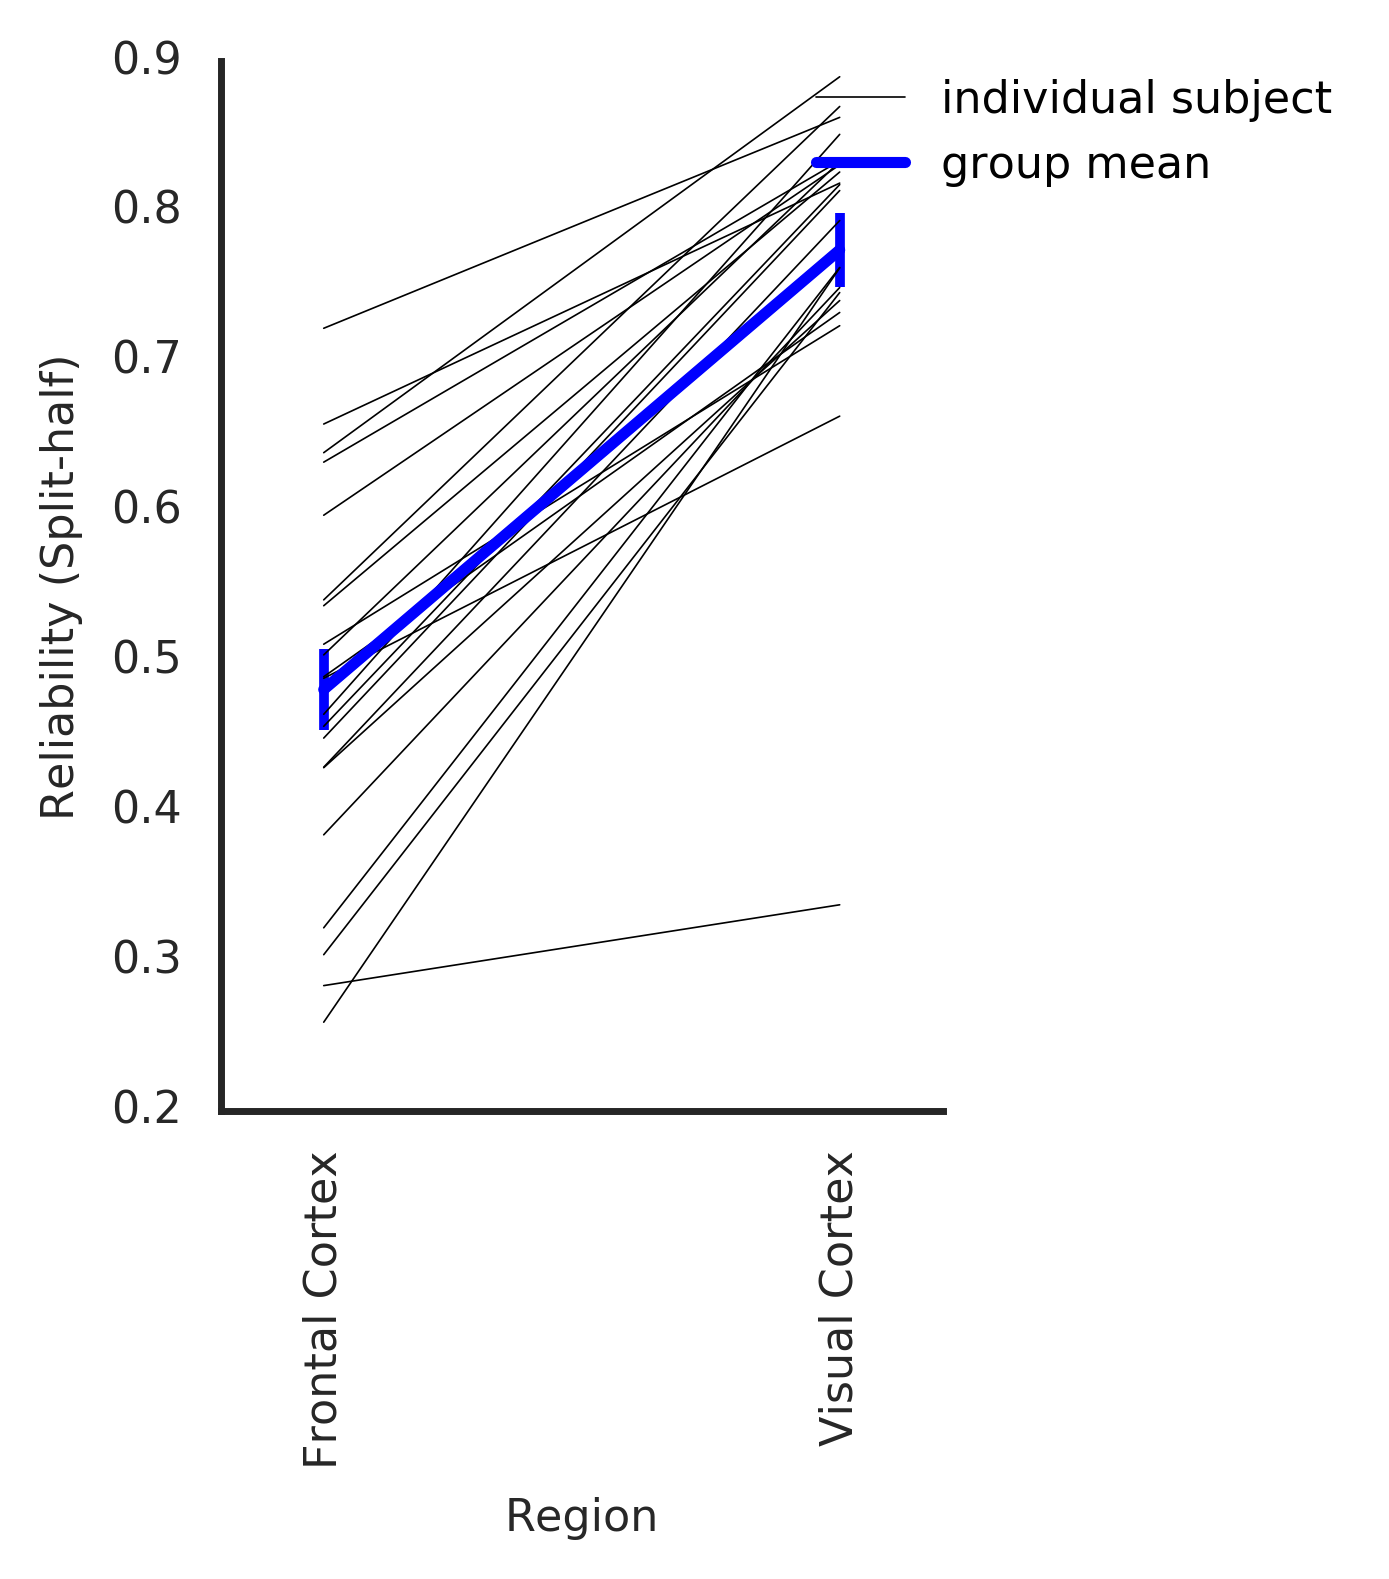 0.9
0.8
0.7
0.6
0.5
0.4
0.3
0.2
Reliability (Split-half)
individual subject
group mean
Frontal Cortex
Visual Cortex
Region